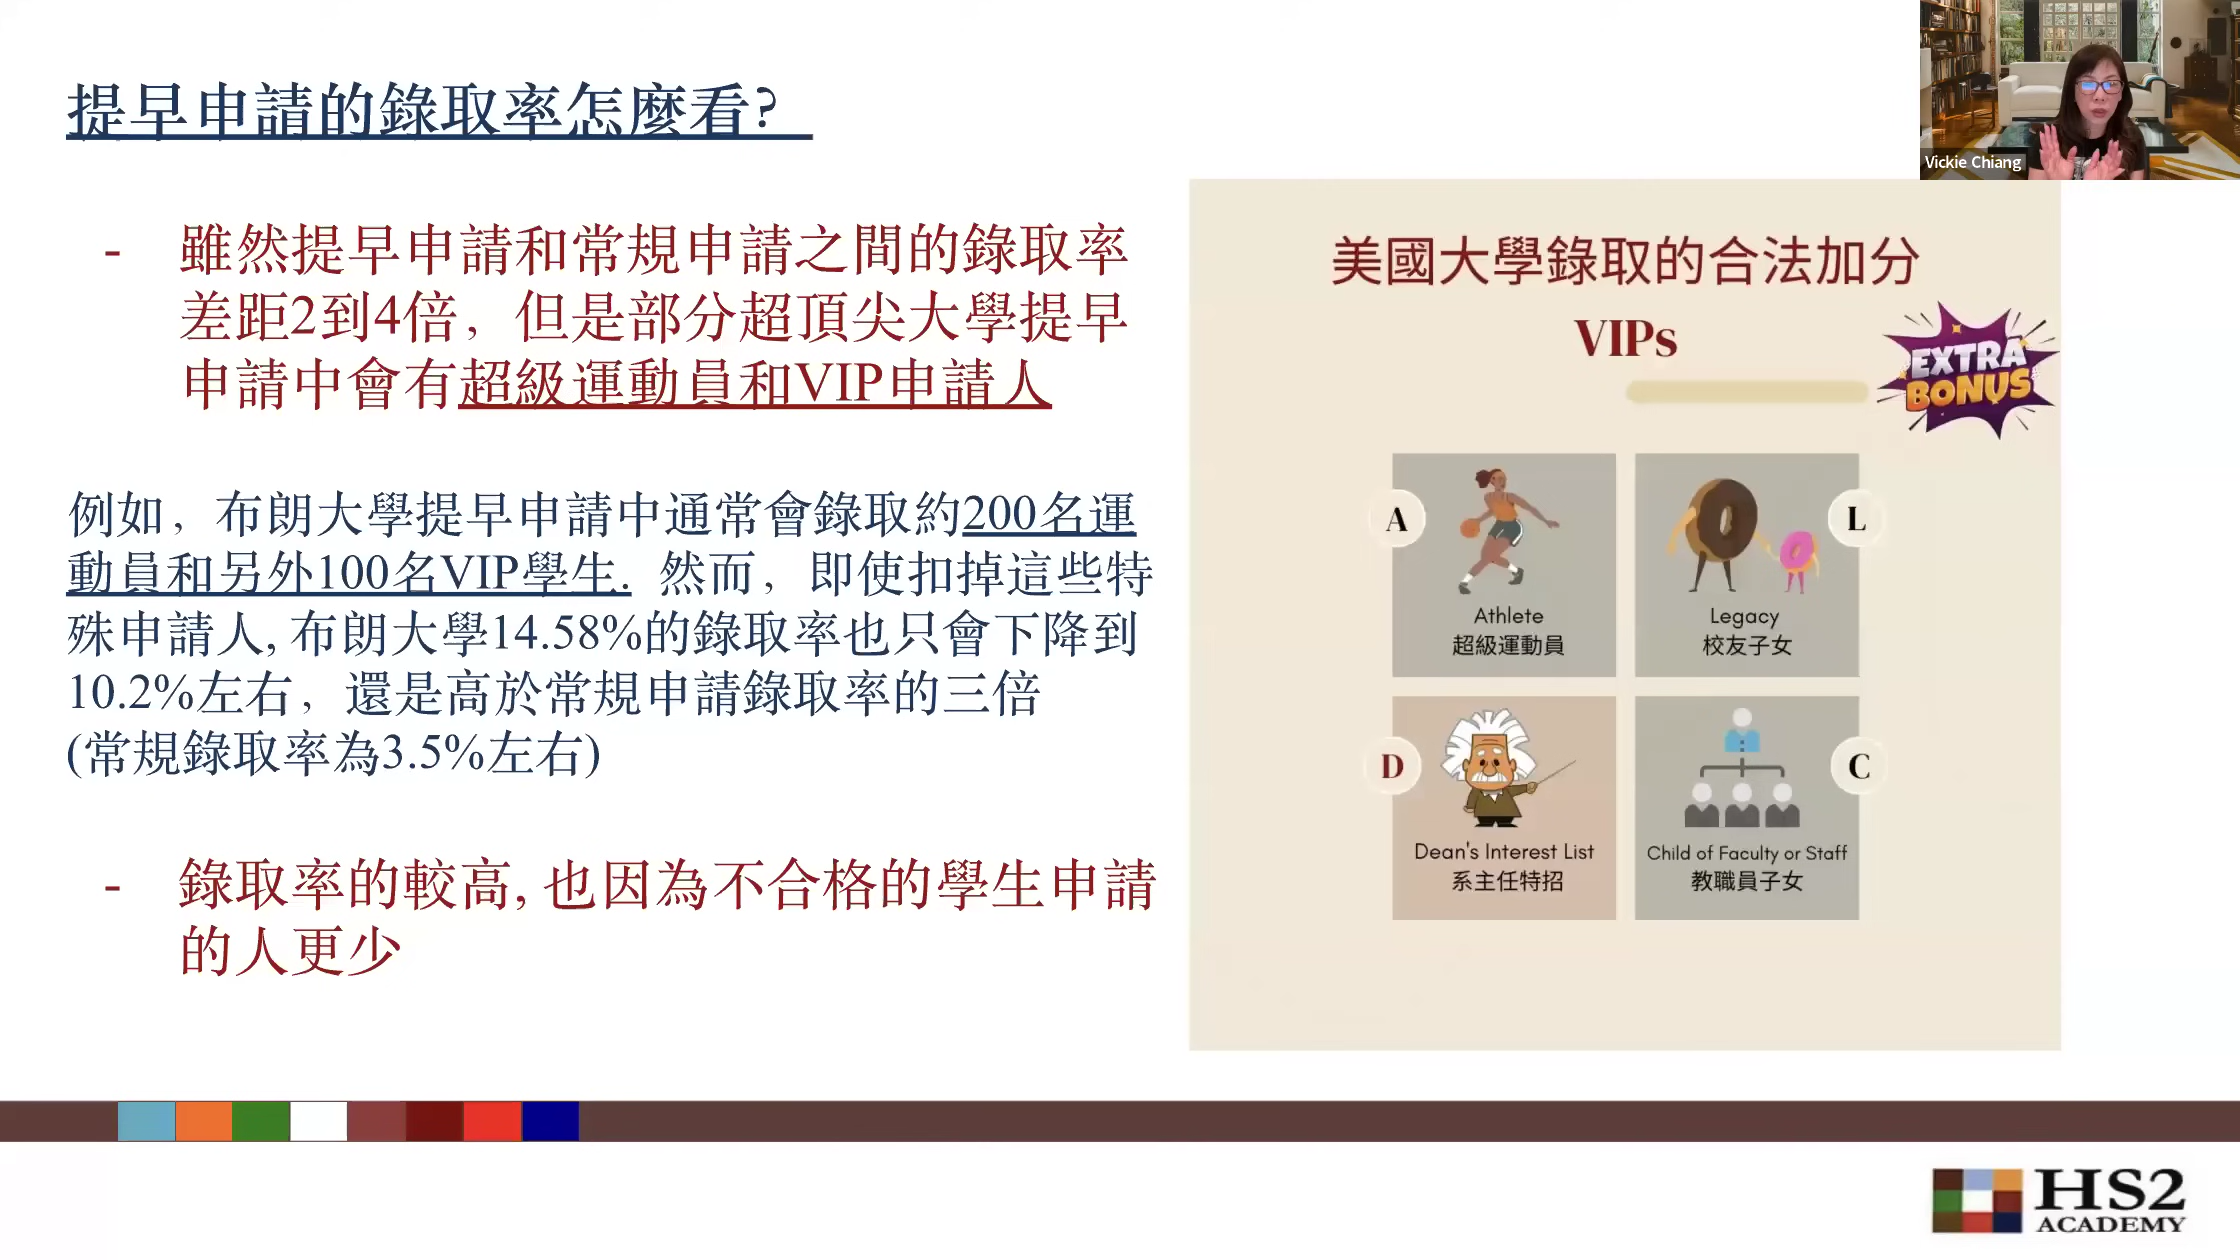 提早申請的錄取率怎麼看?
- 雖然提早申請和常規申請之間的錄取率
差距2到4倍，但是部分超頂尖大學提早
申請中會有超級運動員和VIP申請人
例如，布朗大學提早申請中通常會錄取約200名運
動員和另外100名VIP學生. 然而，即使扣掉這些特
殊申請人, 布朗大學14.58%的錄取率也只會下降到
10.2%左右，還是高於常規申請錄取率的三倍
(常規錄取率為3.5%左右)
- 錄取率的較高, 也因為不合格的學生申請
的人更少
Vickie Chiang
美國大學錄取的合法加分
VIPs
EXTRA
BONUS
A
Athlete
超級運動員
L
Legacy
校友子女
D
Dean's Interest List
系主任特招
C
Child of Faculty or Staff
教職員子女
HS2
ACADEMY